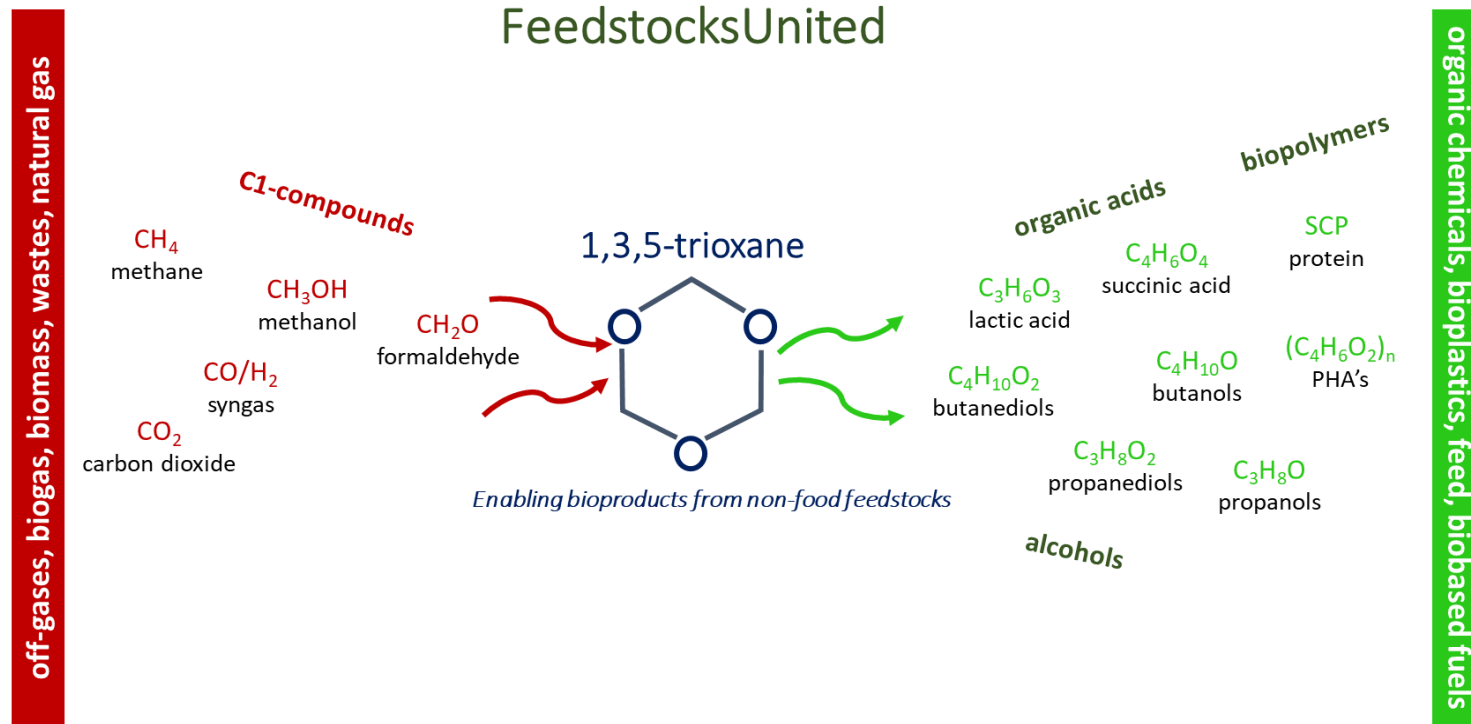 FeedstocksUnited
off-gases, biogas, biomass, wastes, natural gas
C1-compounds
CH₄
methane
CH₃OH
methanol
CH₂O
formaldehyde
CO/H₂
syngas
CO₂
carbon dioxide
1,3,5-trioxane
O
O
O
Enabling bioproducts from non-food feedstocks
biopolymers
organic acids
SCP
protein
C₄H₆O₄
succinic acid
C₃H₆O₃
lactic acid
(C₄H₆O₂)ₙ
PHA's
C₄H₁₀O
butanols
C₄H₁₀O₂
butanediols
C₃H₈O₂
propanediols
C₃H₈O
propanols
alcohols
organic chemicals, bioplastics, feed, biobased fuels